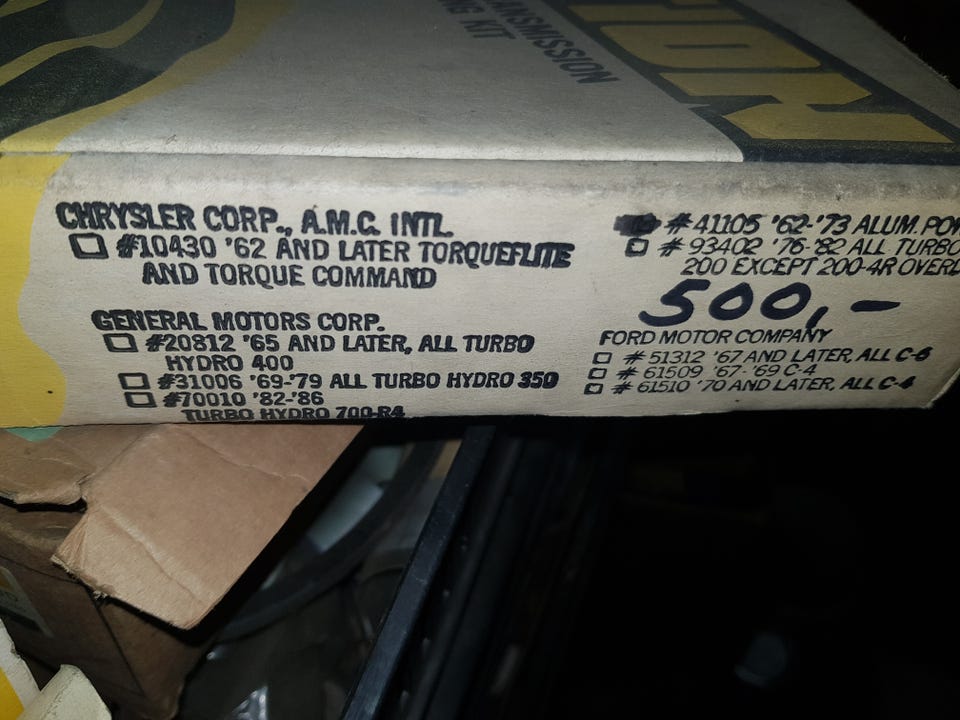 TRANSMISSION
KIT
CHRYSLER CORP., A.M.C. INTL.
#10430 '62 AND LATER TORQUEFLITE
AND TORQUE COMMAND
GENERAL MOTORS CORP.
#20812 '65 AND LATER, ALL TURBO
HYDRO 400
#31006 '69-'79 ALL TURBO HYDRO 350
#70010 '82-'86
TURBO HYDRO 700-R4
#41105 '62-'73 ALUM.
#93402 '76-'82 ALL TURBO
200 EXCEPT 200-4R
500,-
FORD MOTOR COMPANY
#51312 '67 AND LATER, ALL C-6
#61509 '67-'69 C-4
#61510 '70 AND LATER, ALL C-4